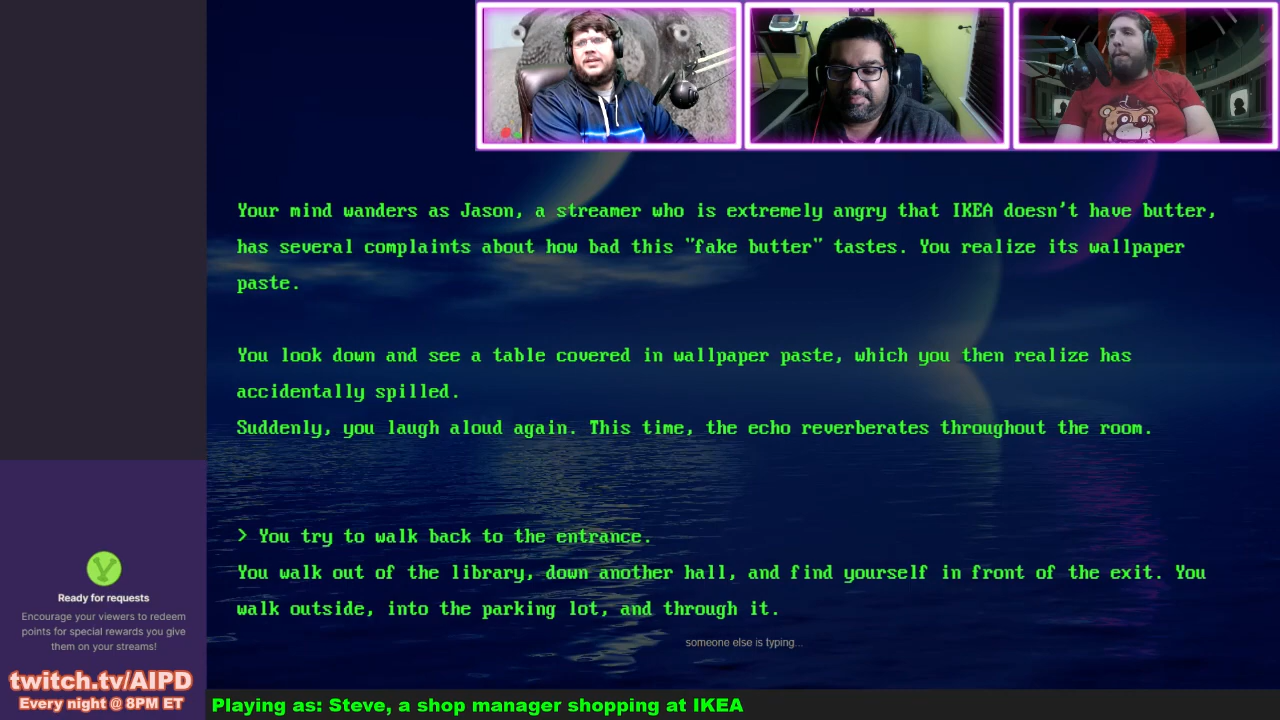 Your mind wanders as Jason, a streamer who is extremely angry that IKEA doesn't have butter,
has several complaints about how bad this "fake butter" tastes. You realize its wallpaper
paste.
You look down and see a table covered in wallpaper paste, which you then realize has
accidentally spilled.
Suddenly, you laugh aloud again. This time, the echo reverberates throughout the room.
> You try to walk back to the entrance.
You walk out of the library, down another hall, and find yourself in front of the exit. You
walk outside, into the parking lot, and through it.
someone else is typing...
Ready for requests
Encourage your viewers to redeem
points for special rewards you give
them on your streams!
twitch.tv/AIPD
Every night @ 8PM ET
Playing as: Steve, a shop manager shopping at IKEA